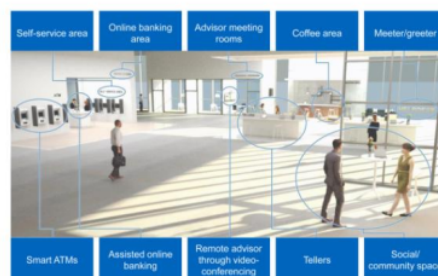 Self-service area
Online banking
area
Advisor meeting
rooms
Coffee area
Meeter/greeter
Smart ATMs
Assisted online
banking
Remote advisor
through video-
conferencing
Tellers
Social/
community space